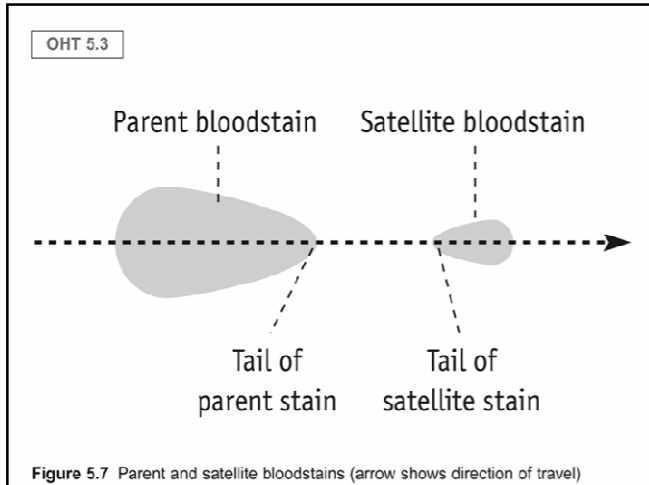 OHT 5.3
Parent bloodstain
Satellite bloodstain
Tail of
parent stain
Tail of
satellite stain
Figure 5.7 Parent and satellite bloodstains (arrow shows direction of travel)